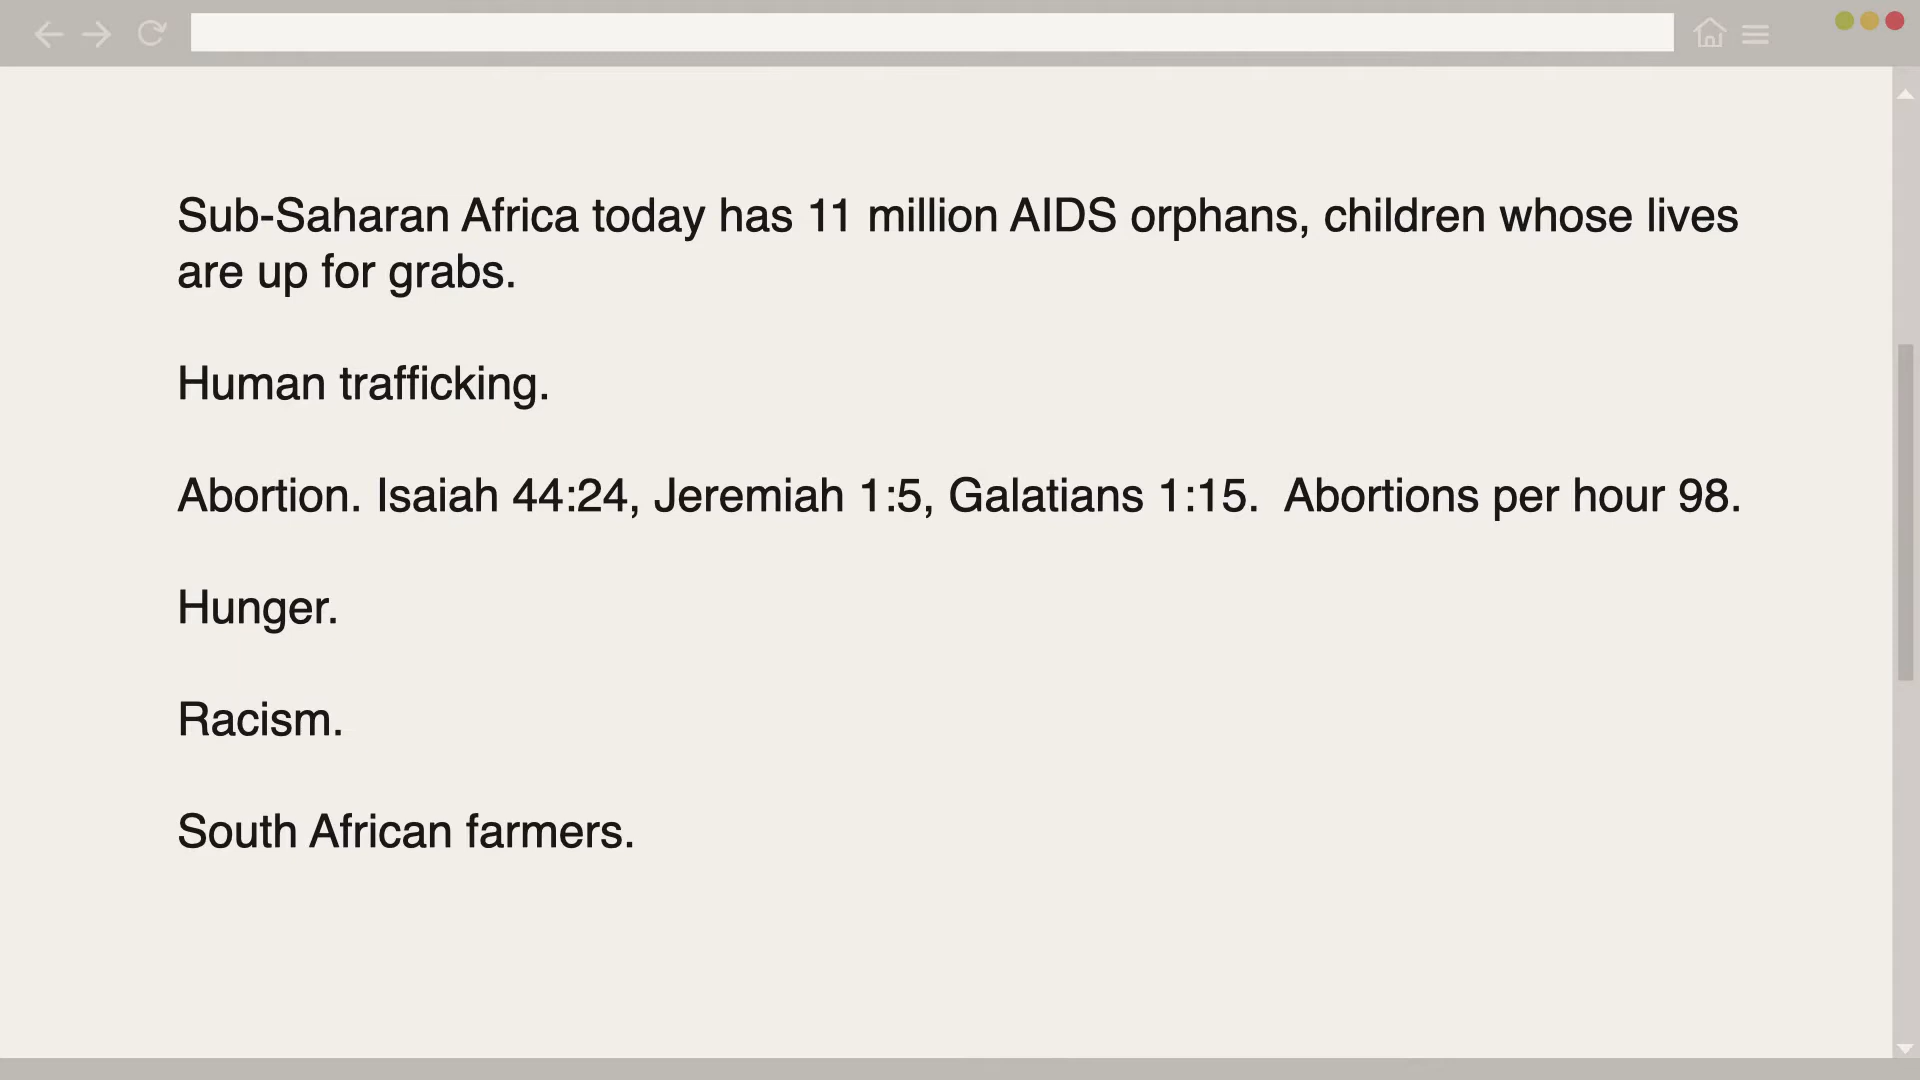 Sub-Saharan Africa today has 11 million AIDS orphans, children whose lives
are up for grabs.
Human trafficking.
Abortion. Isaiah 44:24, Jeremiah 1:5, Galatians 1:15.  Abortions per hour 98.
Hunger.
Racism.
South African farmers.